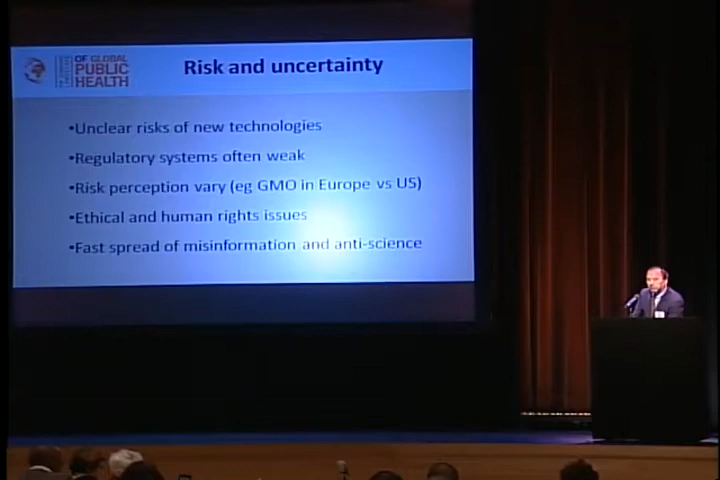 OF GLOBAL
PUBLIC
HEALTH
Risk and uncertainty
•Unclear risks of new technologies
•Regulatory systems often weak
•Risk perception vary (eg GMO in Europe vs US)
•Ethical and human rights issues
•Fast spread of misinformation and anti-science